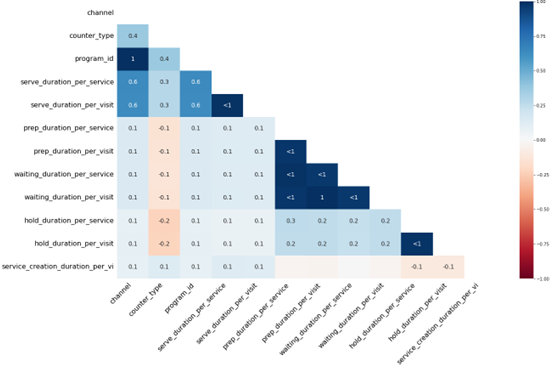 channel
counter_type 0.4
program_id 1 0.4
serve_duration_per_service 0.6 0.3 0.6
serve_duration_per_visit 0.6 0.3 0.6 <1
prep_duration_per_service 0.1 -0.1 0.1 0.1 0.1
prep_duration_per_visit 0.1 -0.1 0.1 0.1 0.1 <1
waiting_duration_per_service 0.1 -0.1 0.1 0.1 0.1 <1 <1
waiting_duration_per_visit 0.1 -0.1 0.1 0.1 0.1 <1 1 <1
hold_duration_per_service 0.1 -0.2 0.1 0.1 0.1 0.3 0.2 0.2 0.2
hold_duration_per_visit 0.1 -0.2 0.1 0.1 0.1 0.2 0.2 0.2 0.2 <1
service_creation_duration_per_vi 0.1 0.1 0.1 0.1 0.1 -0.1 -0.1
channel
counter_type
program_id
serve_duration_per_service
serve_duration_per_visit
prep_duration_per_service
prep_duration_per_visit
waiting_duration_per_service
waiting_duration_per_visit
hold_duration_per_service
hold_duration_per_visit
service_creation_duration_per_vi
1.00
0.75
0.50
0.25
0.00
−0.25
−0.50
−0.75
−1.00